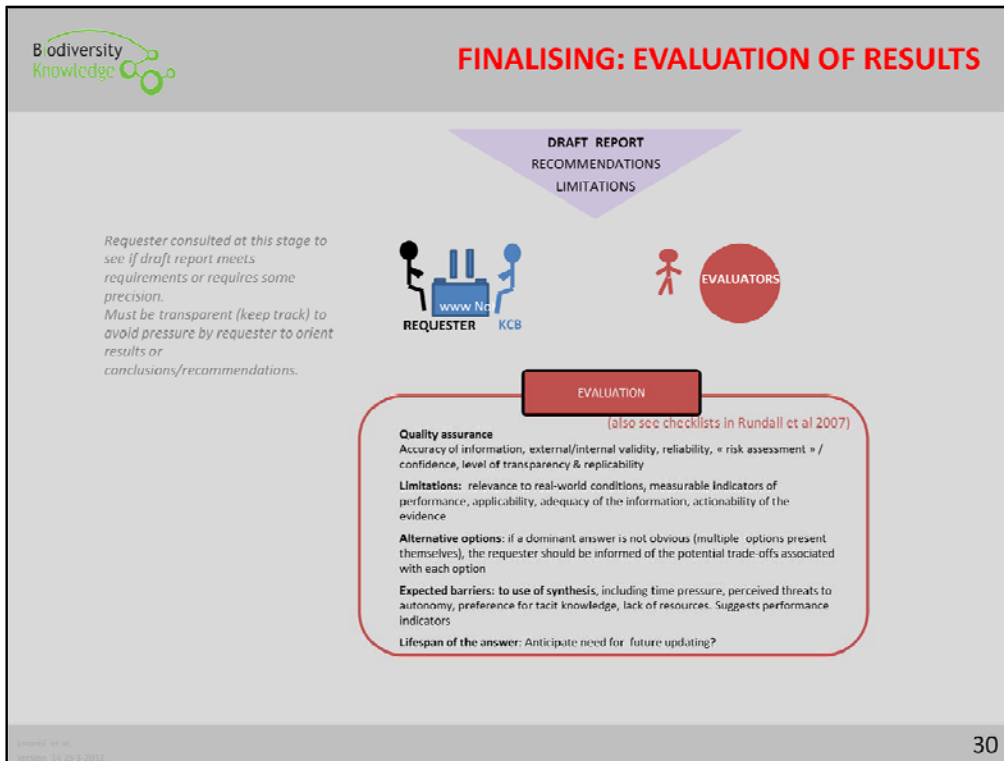 Biodiversity
Knowledge
FINALISING: EVALUATION OF RESULTS
DRAFT REPORT
RECOMMENDATIONS
LIMITATIONS
Requester consulted at this stage to
see if draft report meets
requirements or requires some
precision.
Must be transparent (keep track) to
avoid pressure by requester to orient
results or
conclusions/recommendations.
www No
REQUESTER KCB
EVALUATORS
EVALUATION
(also see checklists in Rundall et al 2007)
Quality assurance
Accuracy of information, external/internal validity, reliability, « risk assessment » /
confidence, level of transparency & replicability
Limitations: relevance to real-world conditions, measurable indicators of
performance, applicability, adequacy of the information, actionability of the
evidence
Alternative options: if a dominant answer is not obvious (multiple options present
themselves), the requester should be informed of the potential trade-offs associated
with each option
Expected barriers: to use of synthesis, including time pressure, perceived threats to
autonomy, preference for tacit knowledge, lack of resources. Suggests performance
indicators
Lifespan of the answer: Anticipate need for future updating?
et al
version
30